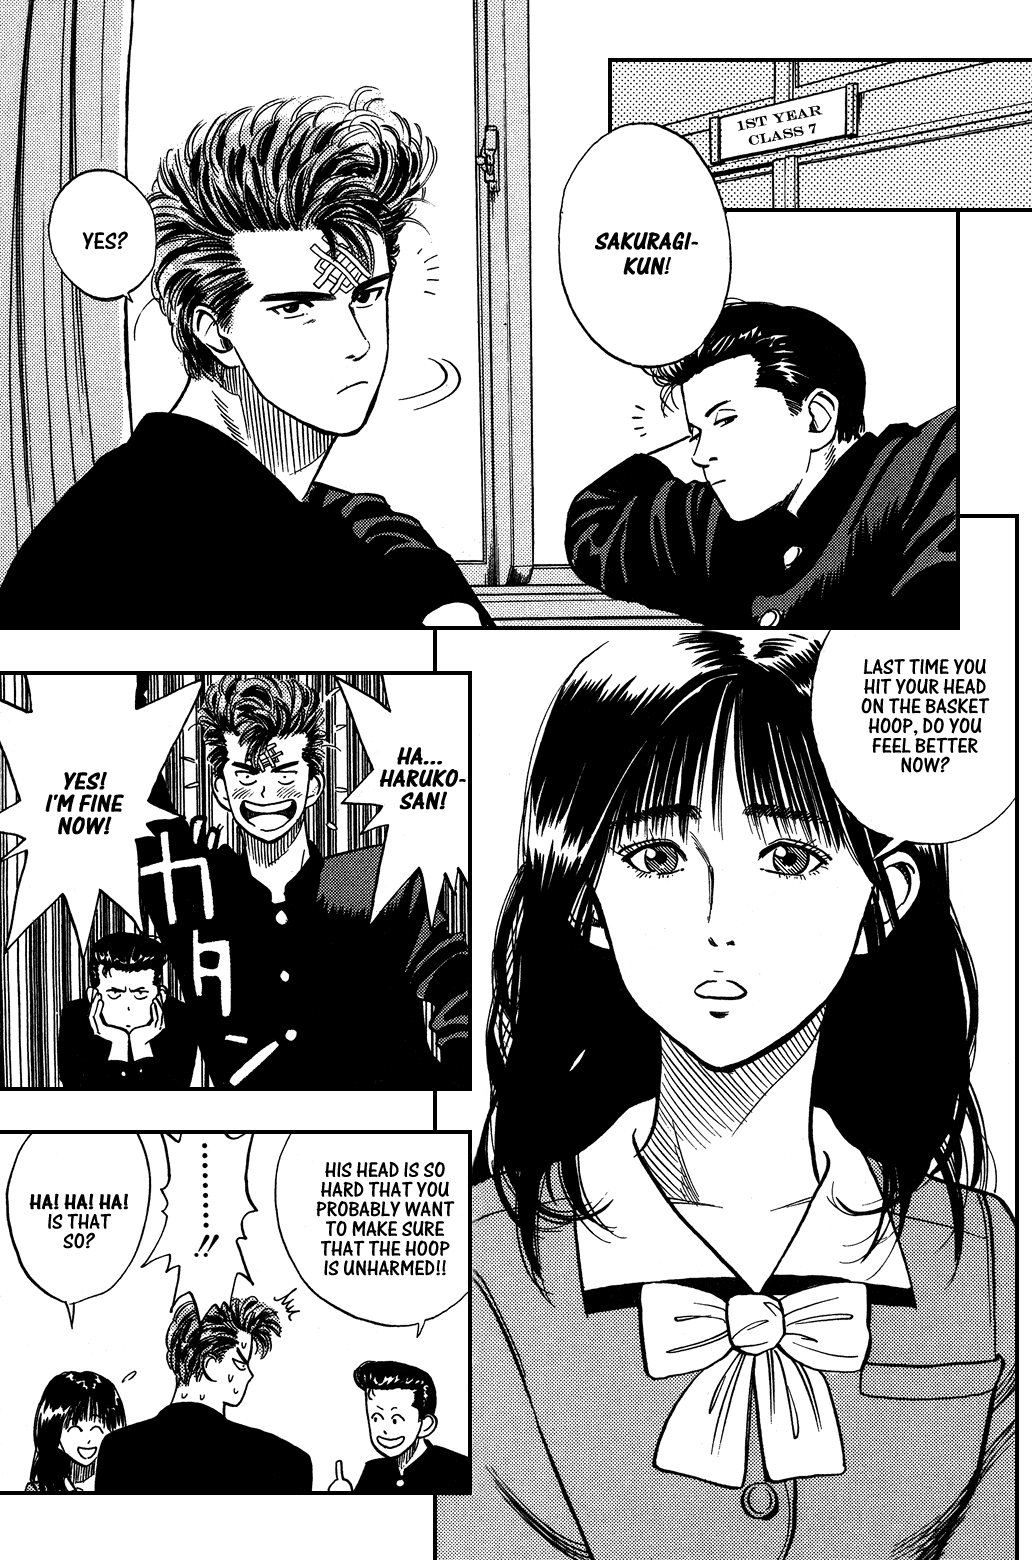 1ST YEAR
CLASS 7
SAKURAGI-
KUN!
YES?
LAST TIME YOU
HIT YOUR HEAD
ON THE BASKET
HOOP, DO YOU
FEEL BETTER
NOW?
HA...
HARUKO-
SAN!
YES!
I'M FINE
NOW!
ガタン
HIS HEAD IS SO
HARD THAT YOU
PROBABLY WANT
TO MAKE SURE
THAT THE HOOP
IS UNHARMED!!
........!!
HA! HA! HA!
IS THAT
SO?